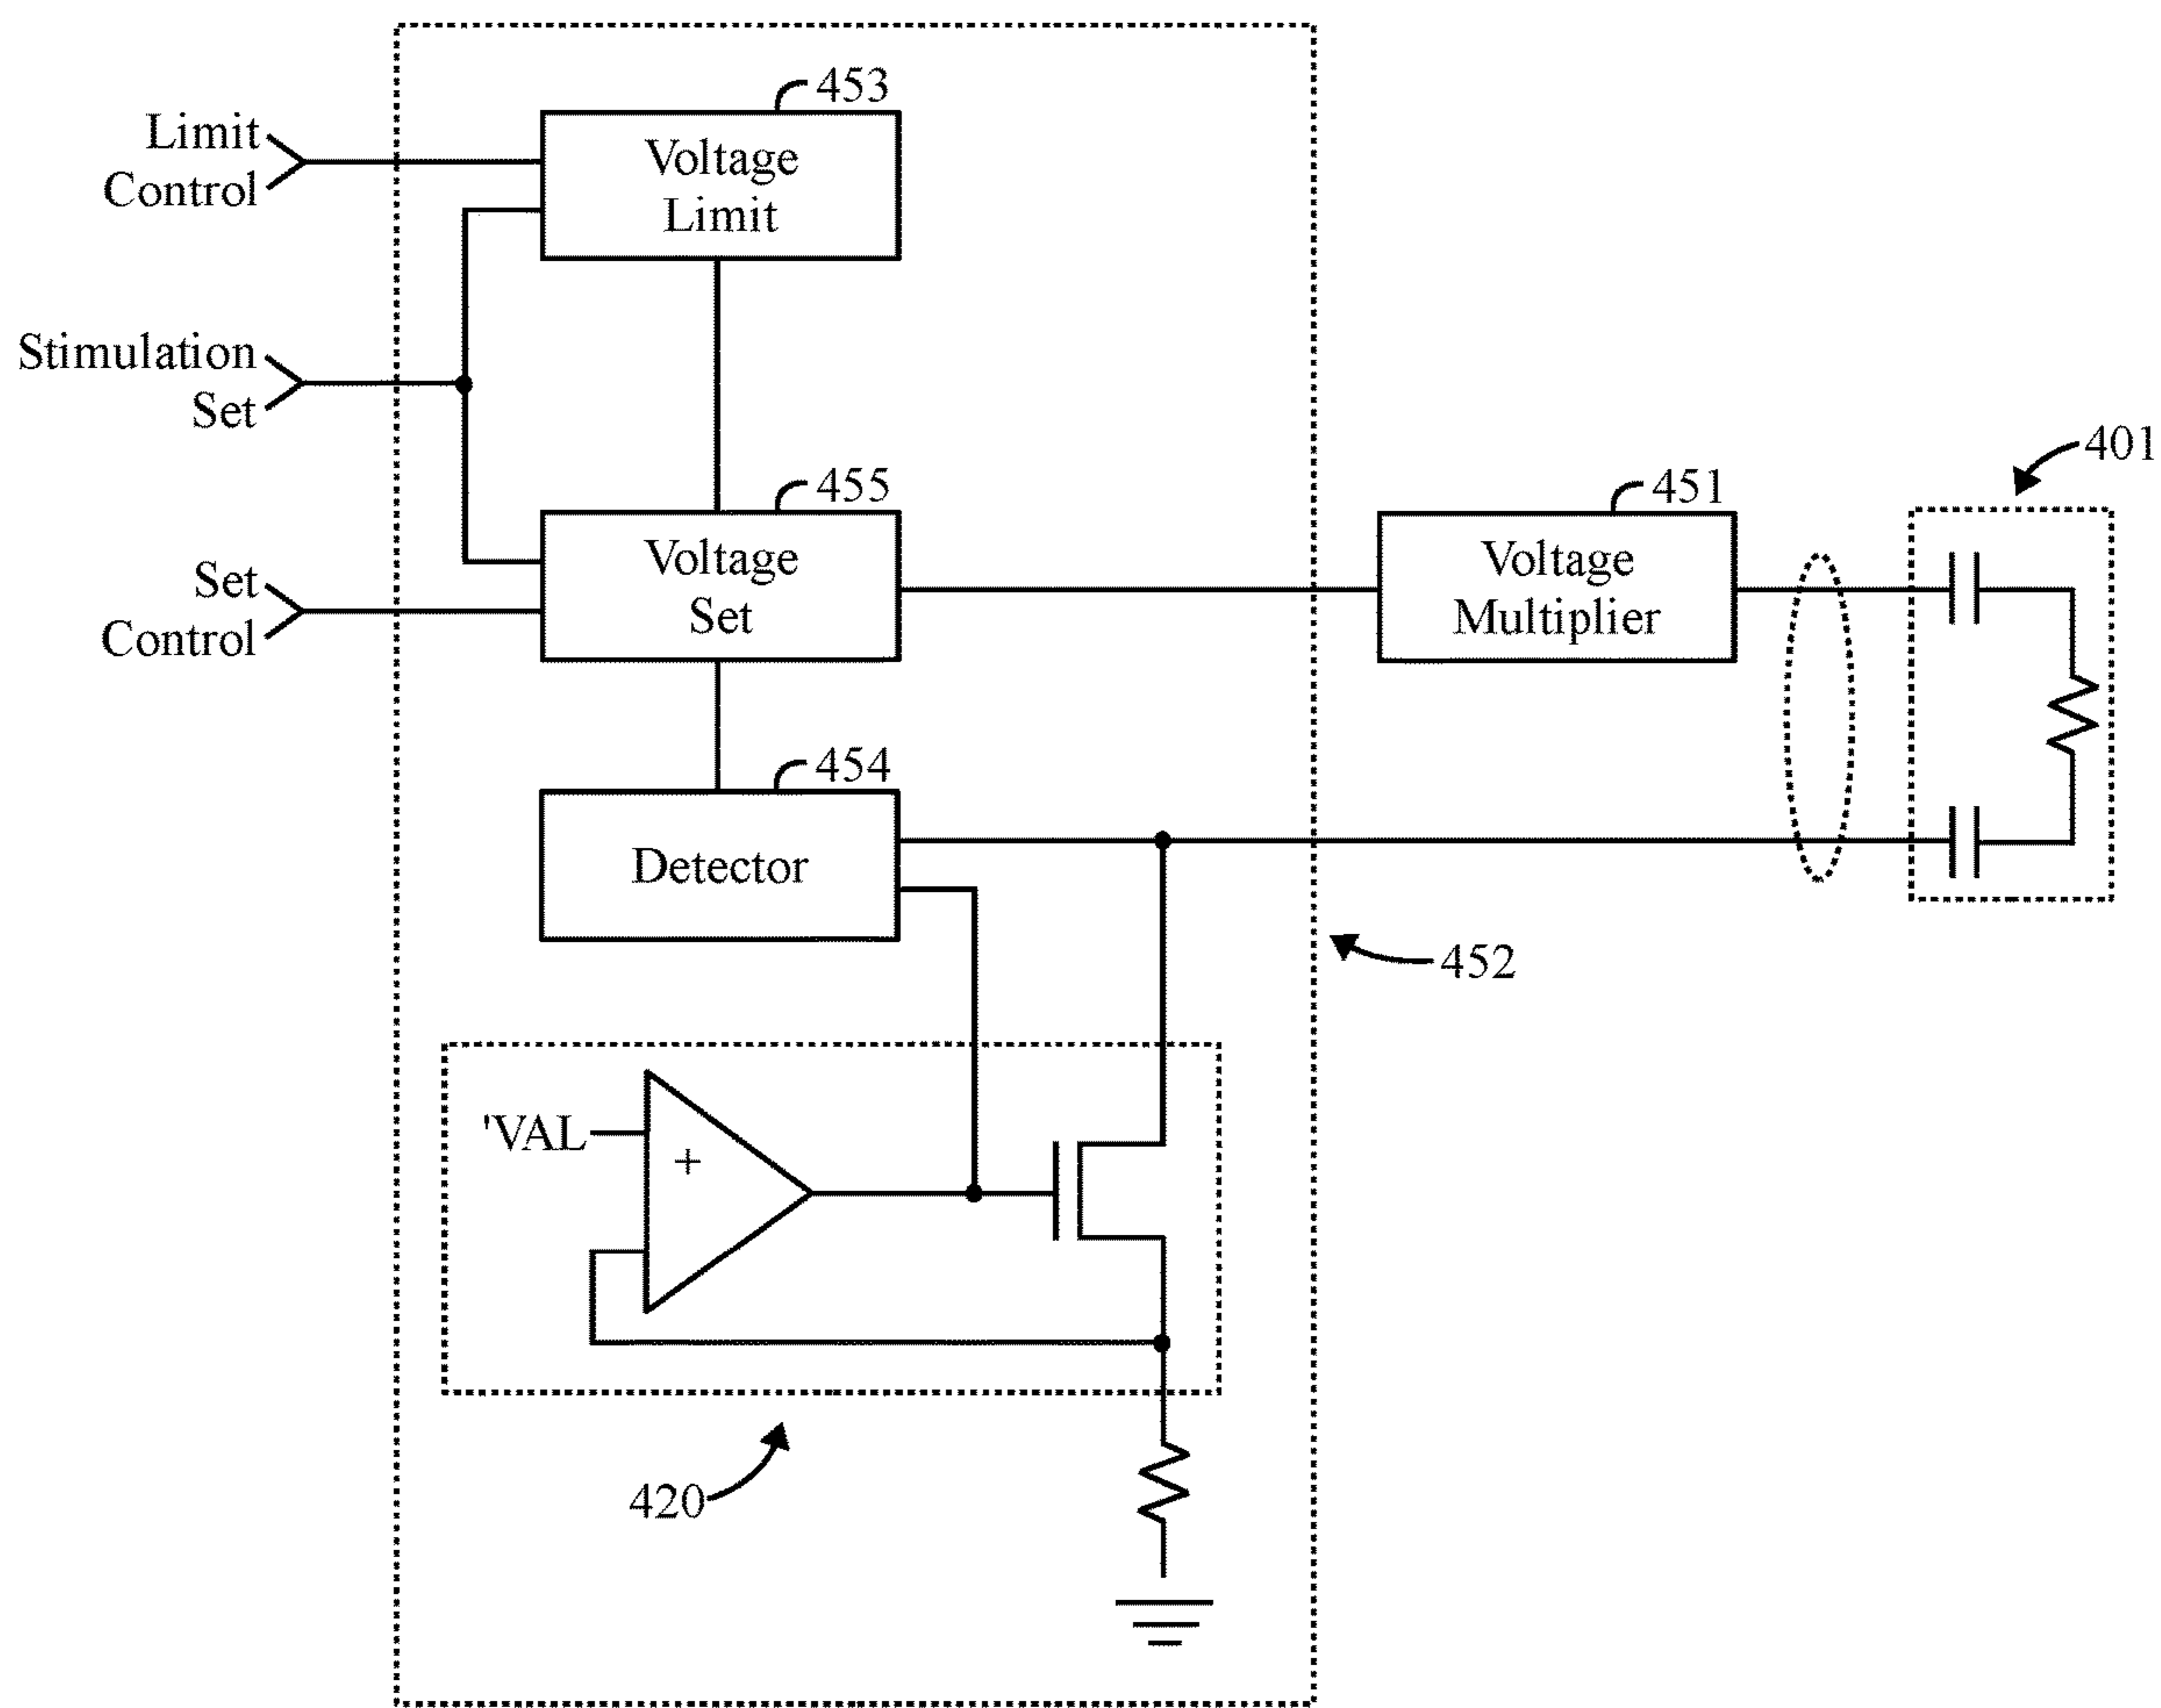 453
Limit
Control
Voltage
Limit
Stimulation
Set
401
455
451
Set
Control
Voltage
Set
Voltage
Multiplier
454
Detector
452
'VAL
+
420